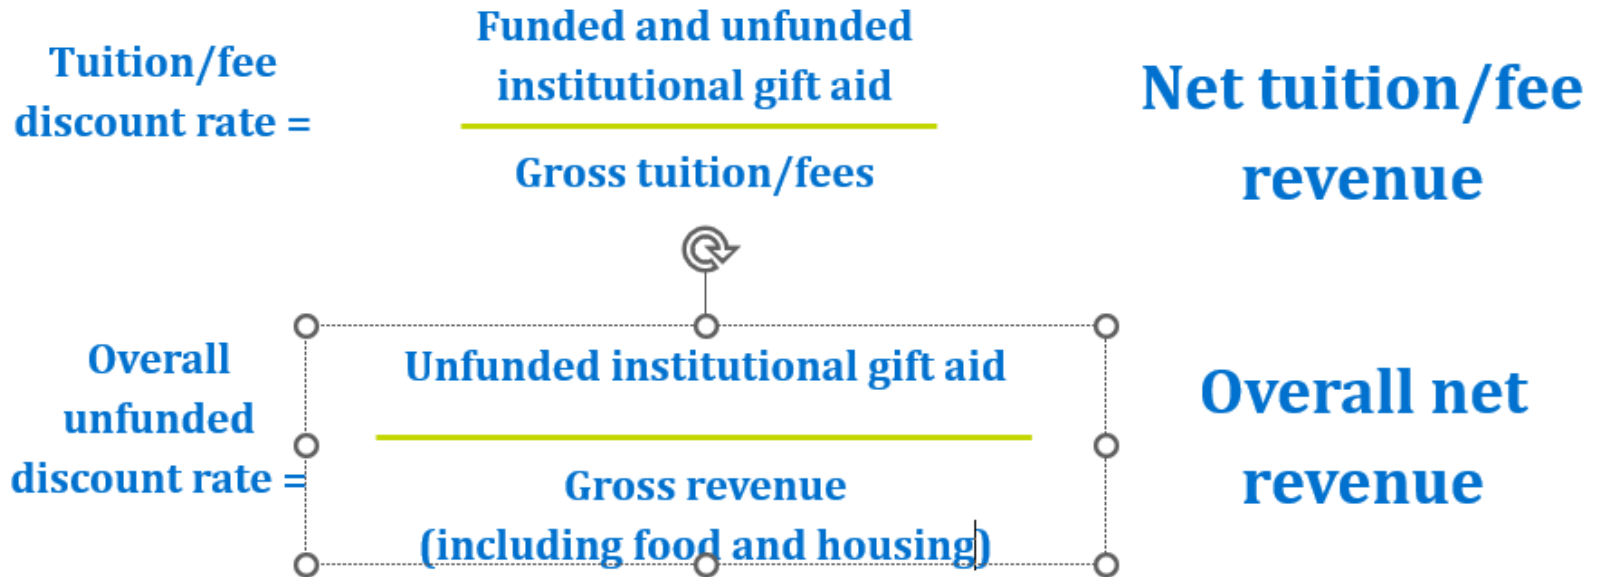 Tuition/fee
discount rate =
Funded and unfunded
institutional gift aid
Gross tuition/fees
Net tuition/fee
revenue
Overall
unfunded
discount rate =
Unfunded institutional gift aid
Gross revenue
(including food and housing)
Overall net
revenue